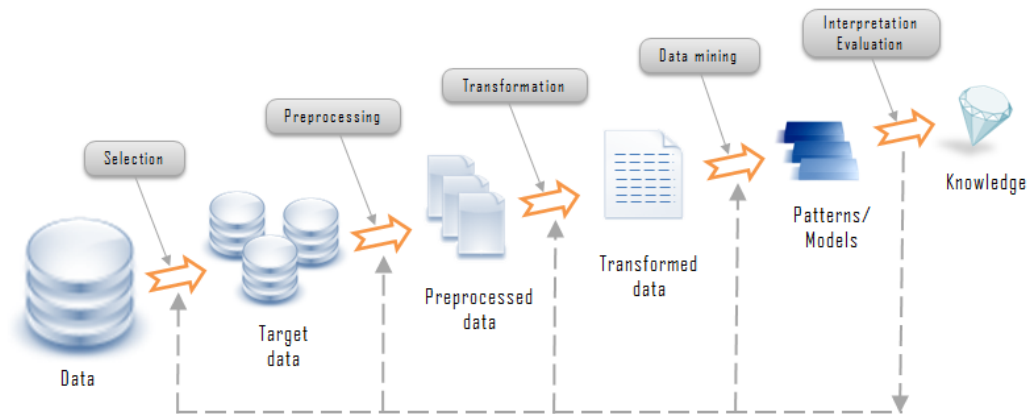 Interpretation
Evaluation
Data mining
Transformation
Preprocessing
Selection
Knowledge
Patterns/
Models
Transformed
data
Preprocessed
data
Target
data
Data